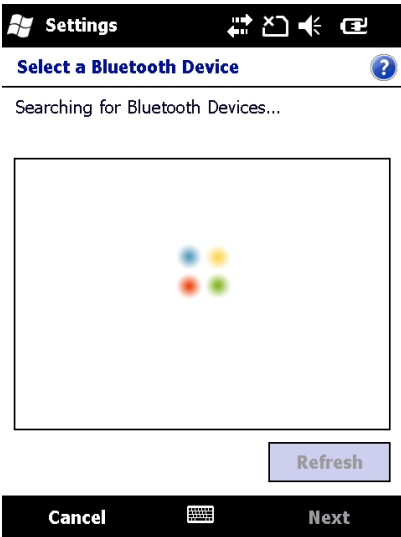 Settings
Select a Bluetooth Device
?
Searching for Bluetooth Devices...
Refresh
Cancel
Next